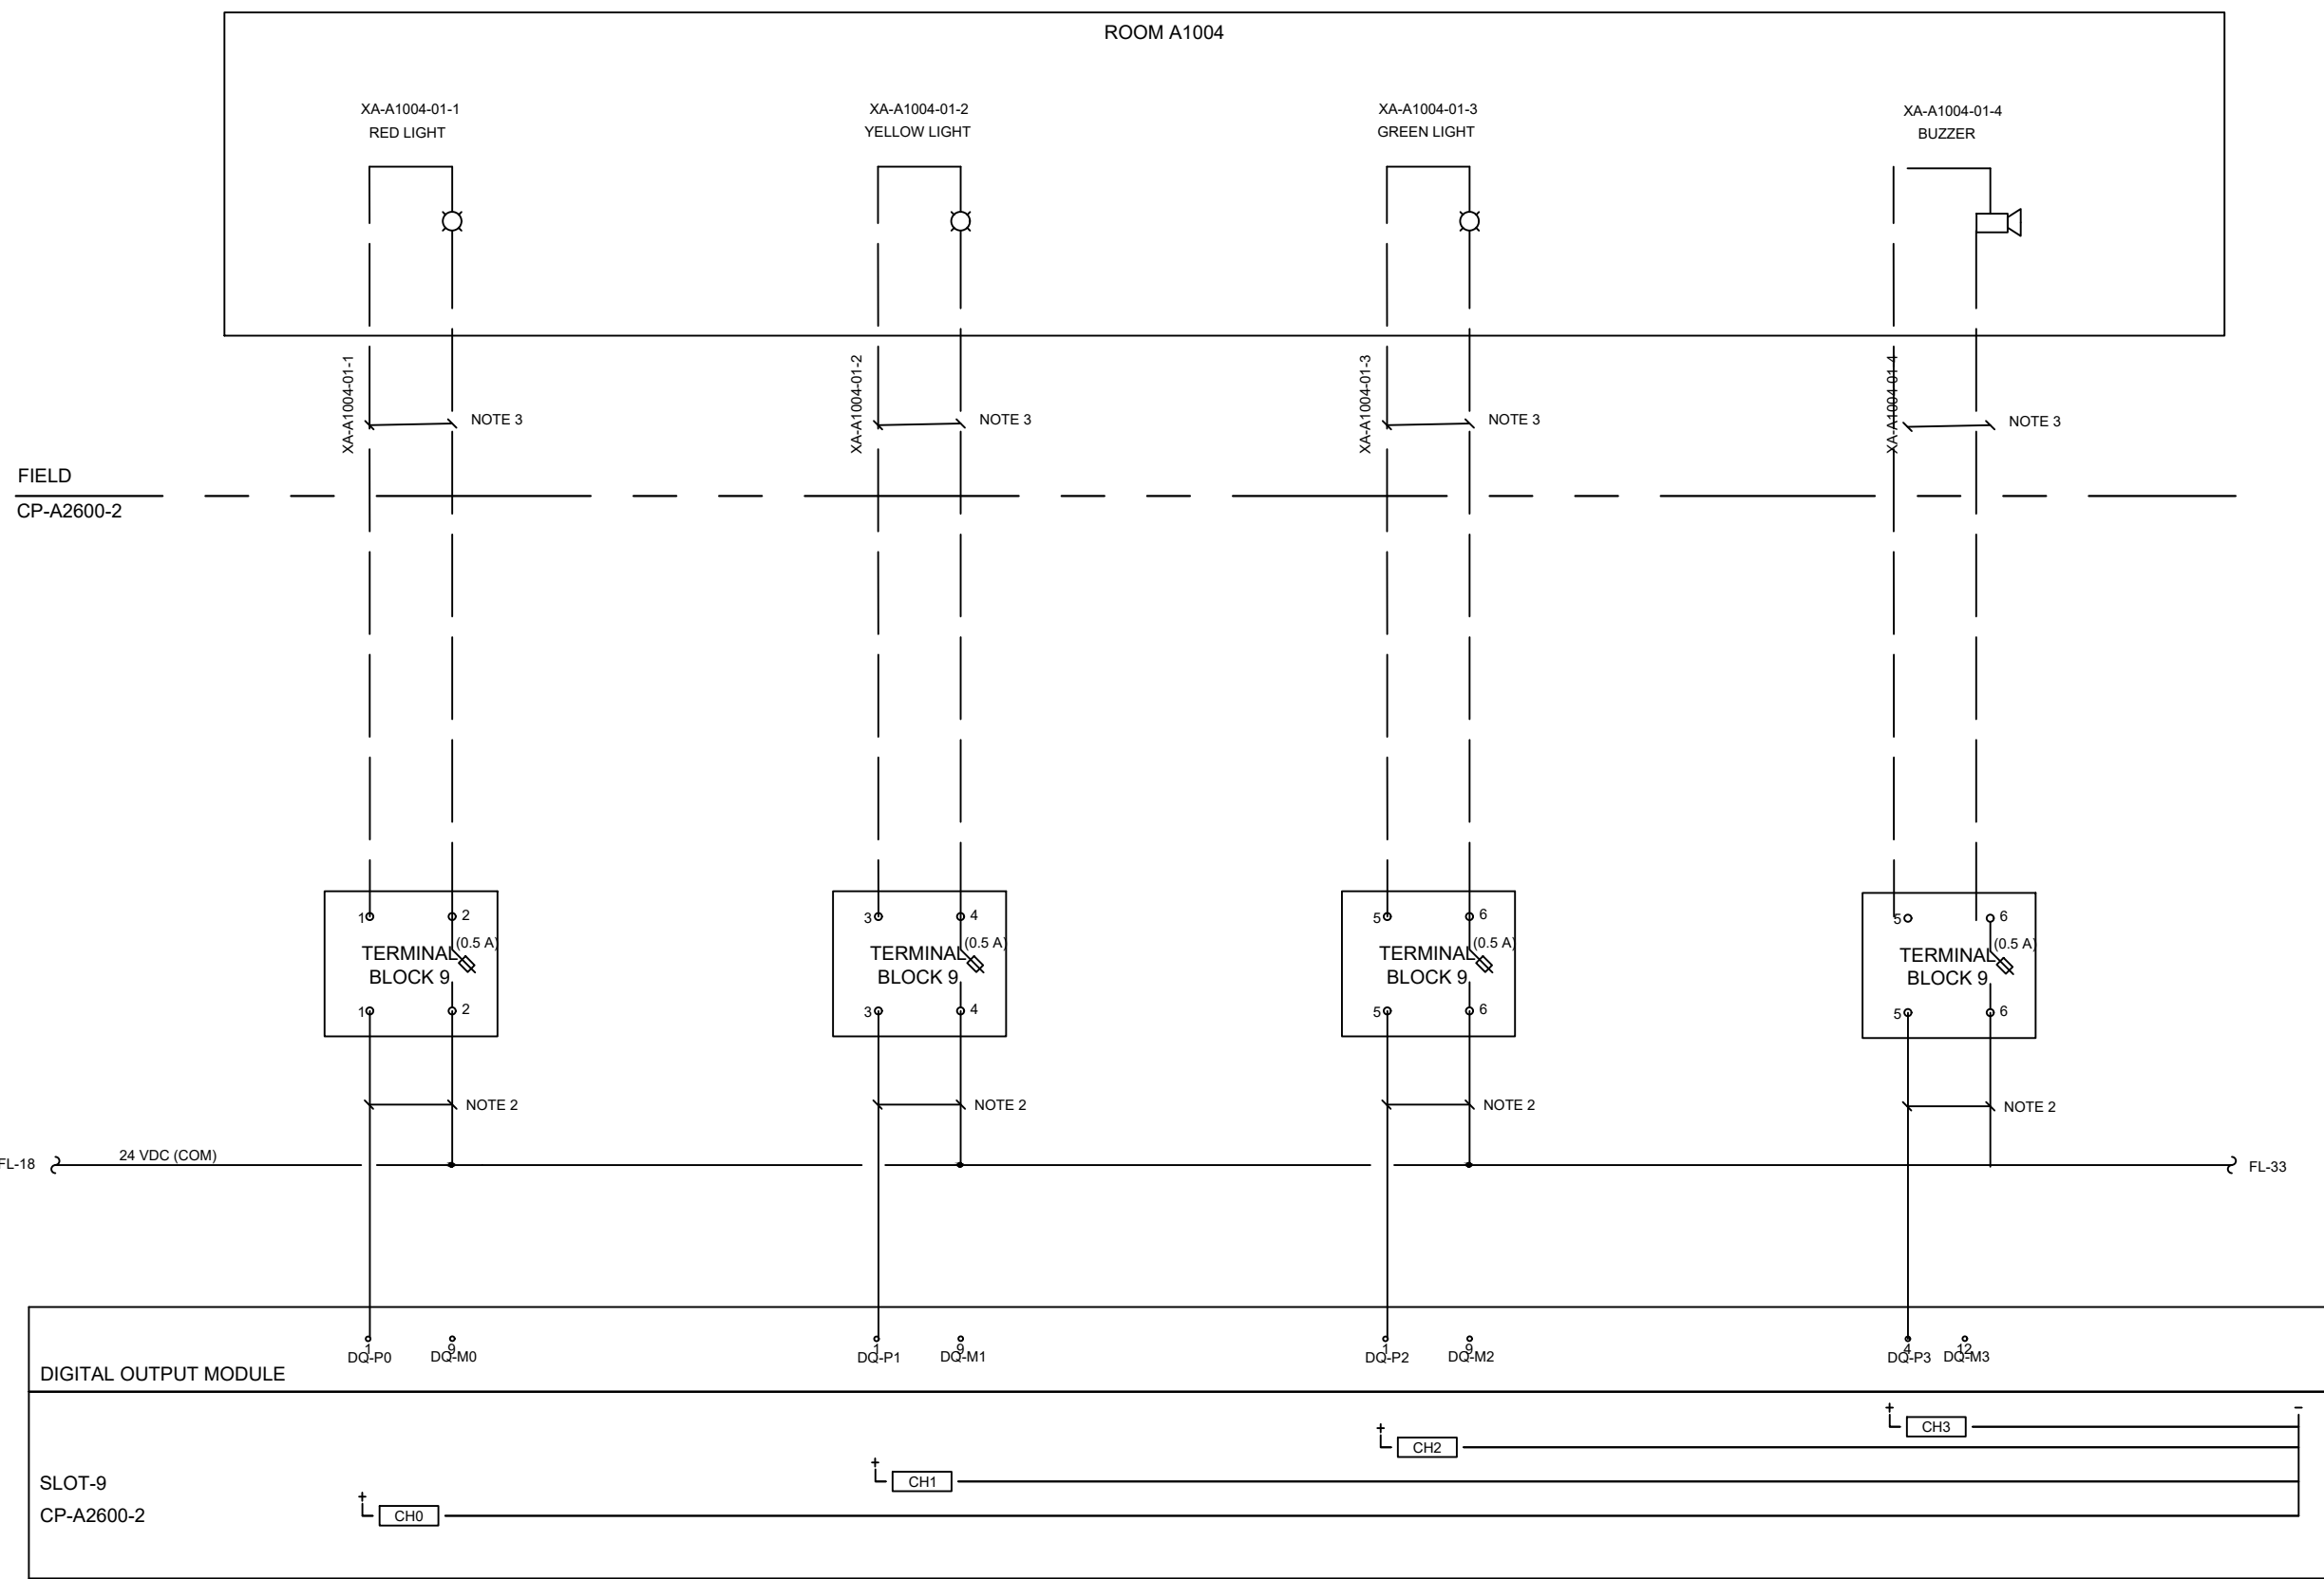 ROOM A1004
XA-A1004-01-1
RED LIGHT
XA-A1004-01-2
YELLOW LIGHT
XA-A1004-01-3
GREEN LIGHT
XA-A1004-01-4
BUZZER
XA-A1004-01-1
NOTE 3
XA-A1004-01-2
NOTE 3
XA-A1004-01-3
NOTE 3
XA-A1004-01-4
NOTE 3
FIELD
CP-A2600-2
1
2
(0.5 A)
TERMINAL
BLOCK 9
1
2
3
4
(0.5 A)
TERMINAL
BLOCK 9
3
4
5
6
(0.5 A)
TERMINAL
BLOCK 9
5
6
5
6
(0.5 A)
TERMINAL
BLOCK 9
5
6
NOTE 2
NOTE 2
NOTE 2
NOTE 2
FL-18
24 VDC (COM)
FL-33
1
DQ-P0
9
DQ-M0
1
DQ-P1
9
DQ-M1
1
DQ-P2
9
DQ-M2
4
DQ-P3
12
DQ-M3
DIGITAL OUTPUT MODULE
+
CH3
-
+
CH2
+
CH1
SLOT-9
+
CH0
CP-A2600-2